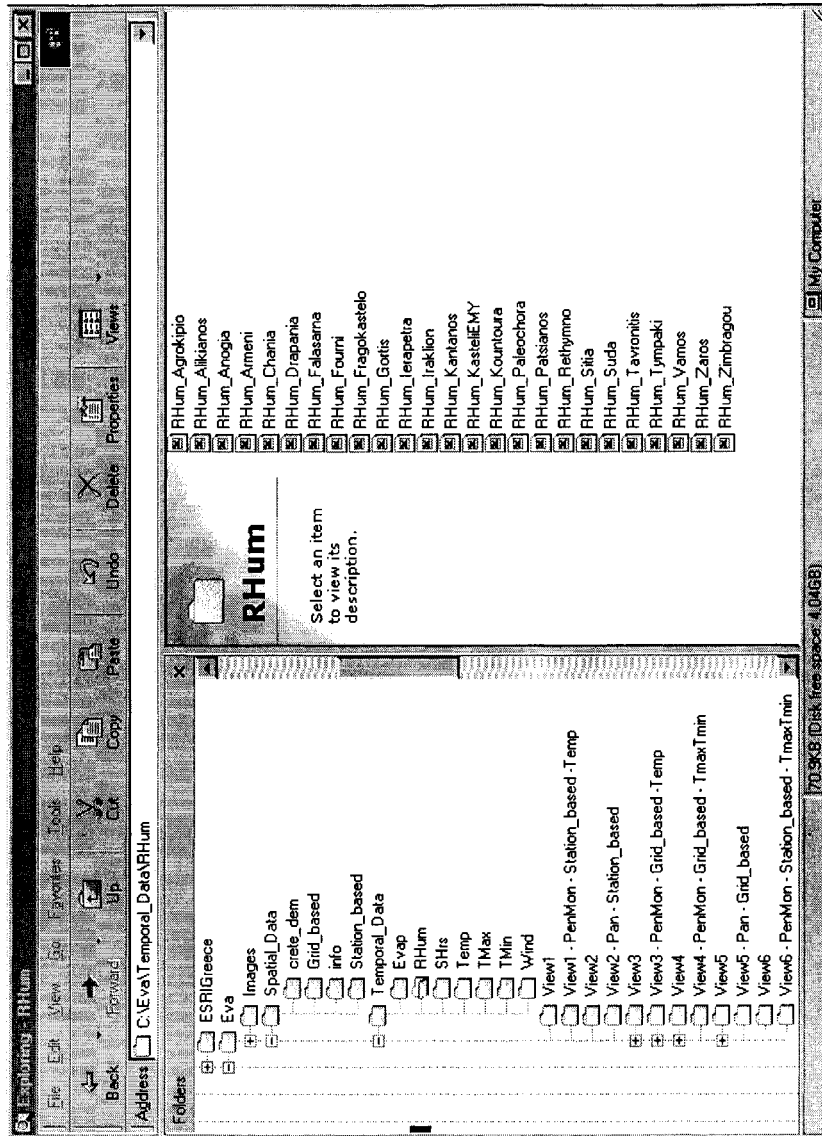 Exploring - RHum
File Edit View Go Favorites Tools Help
Back Forward Up Cut Copy Paste Undo Delete Properties Views
Address C:\Eva\Temporal_Data\RHum
Folders
ESRIGreece
Eva
Images
Spatial_Data
crete_dem
Grid_based
info
Station_based
Temporal_Data
Evap
RHum
SHrs
Temp
TMax
TMin
Wind
View1
View1 - PenMon - Station_based -Temp
View2
View2 - Pan - Station_based
View3
View3 - PenMon - Grid_based -Temp
View4
View4 - PenMon - Grid_based - TmaxTmin
View5
View5 - Pan - Grid_based
View6
View6 - PenMon - Station_based - TmaxTmin
RHum
Select an item
to view its
description.
RHum_Agrokipio
RHum_Alikianos
RHum_Anogia
RHum_Armeni
RHum_Chania
RHum_Drapania
RHum_Falasarna
RHum_Fourni
RHum_Fragokastelo
RHum_Gortis
RHum_Ierapetra
RHum_Iraklion
RHum_Kantanos
RHum_KasteliEMY
RHum_Kountoura
RHum_Paleochora
RHum_Patsianos
RHum_Rethymno
RHum_Sitia
RHum_Suda
RHum_Tavronitis
RHum_Tympaki
RHum_Vamos
RHum_Zaros
RHum_Zimbragou
70.9KB (Disk free space: 4.04GB)
My Computer